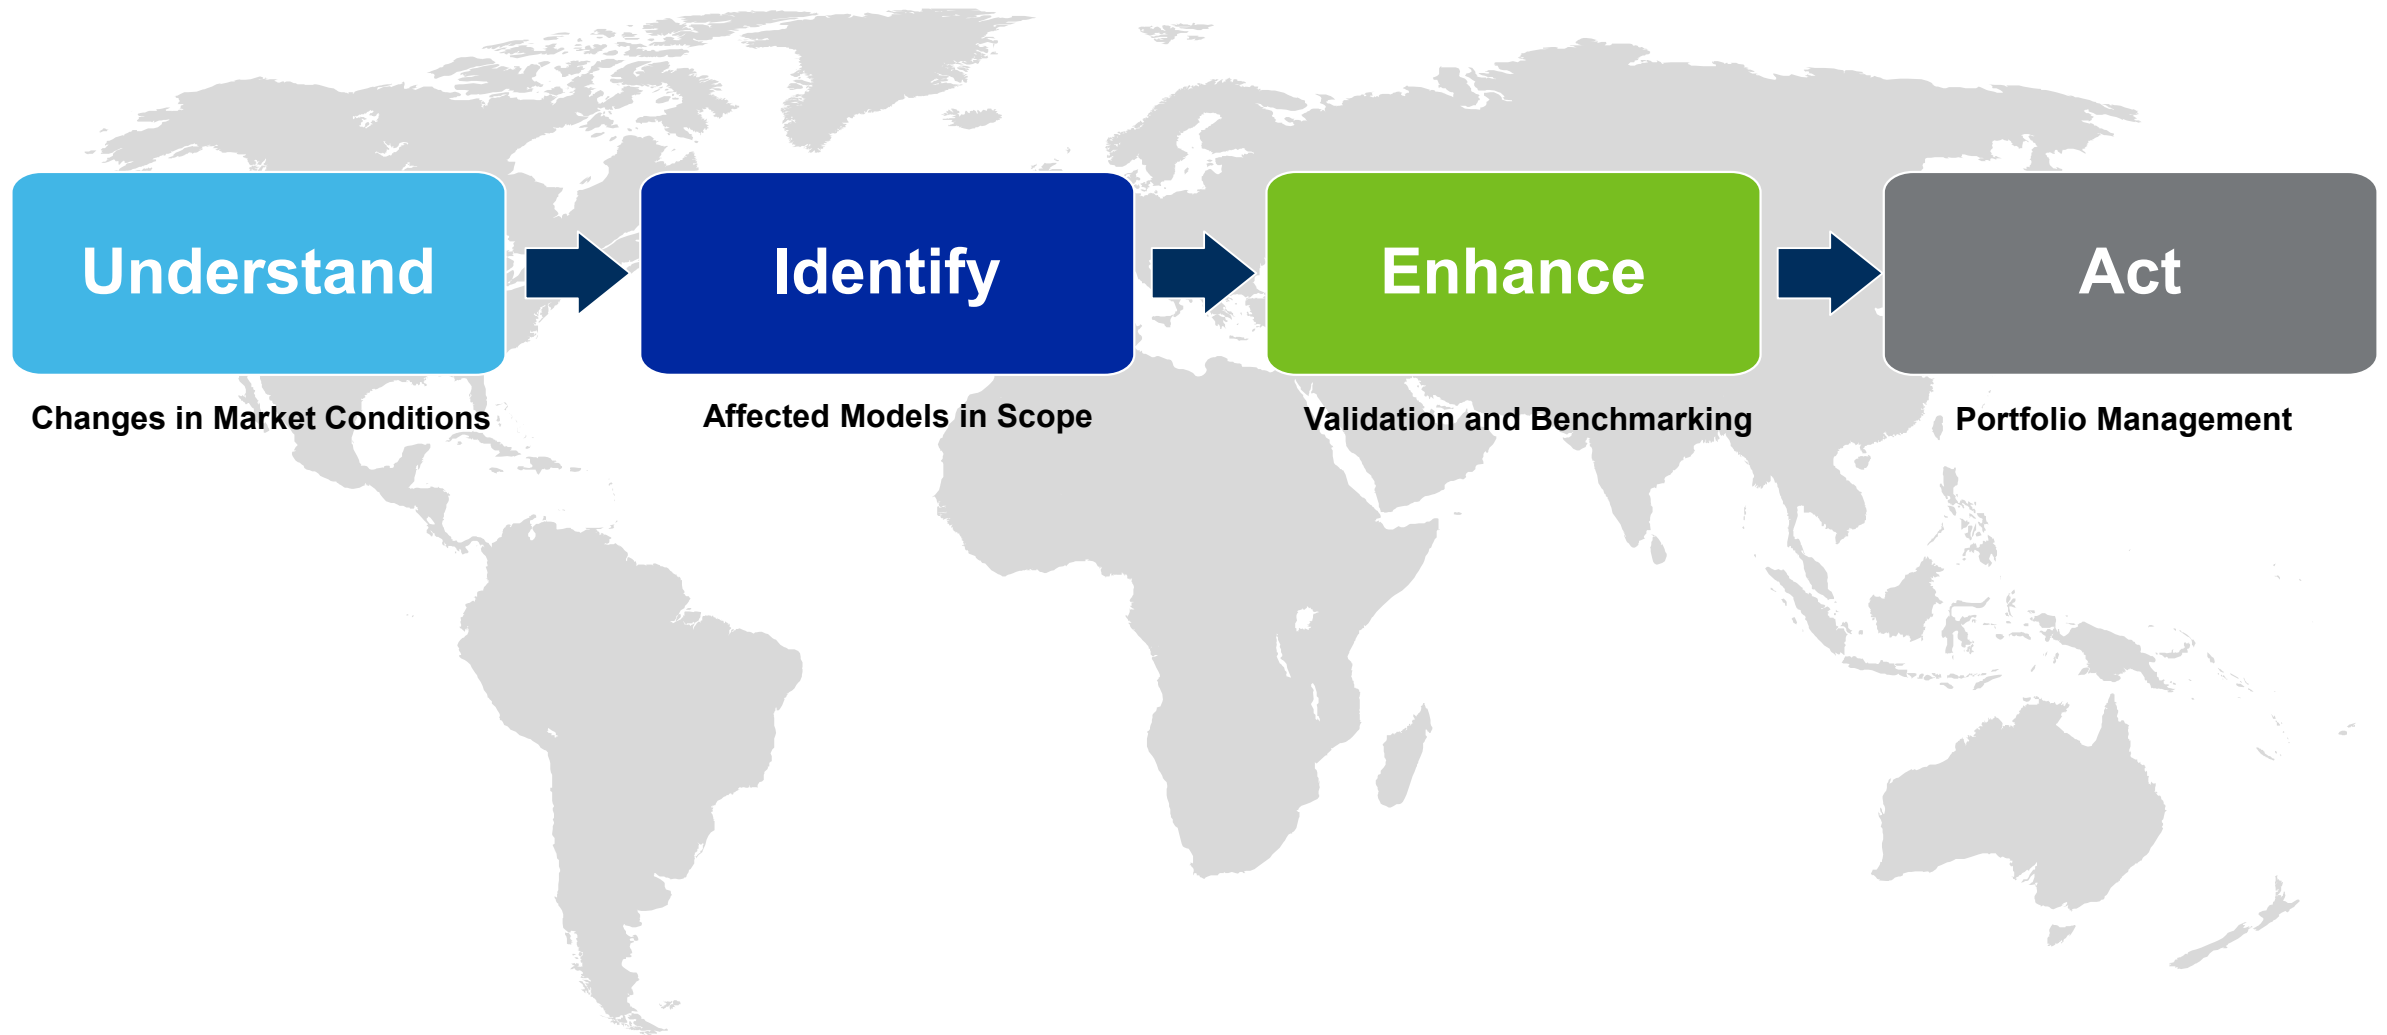 Understand
Identify
Enhance
Act
Changes in Market Conditions
Affected Models in Scope
Validation and Benchmarking
Portfolio Management